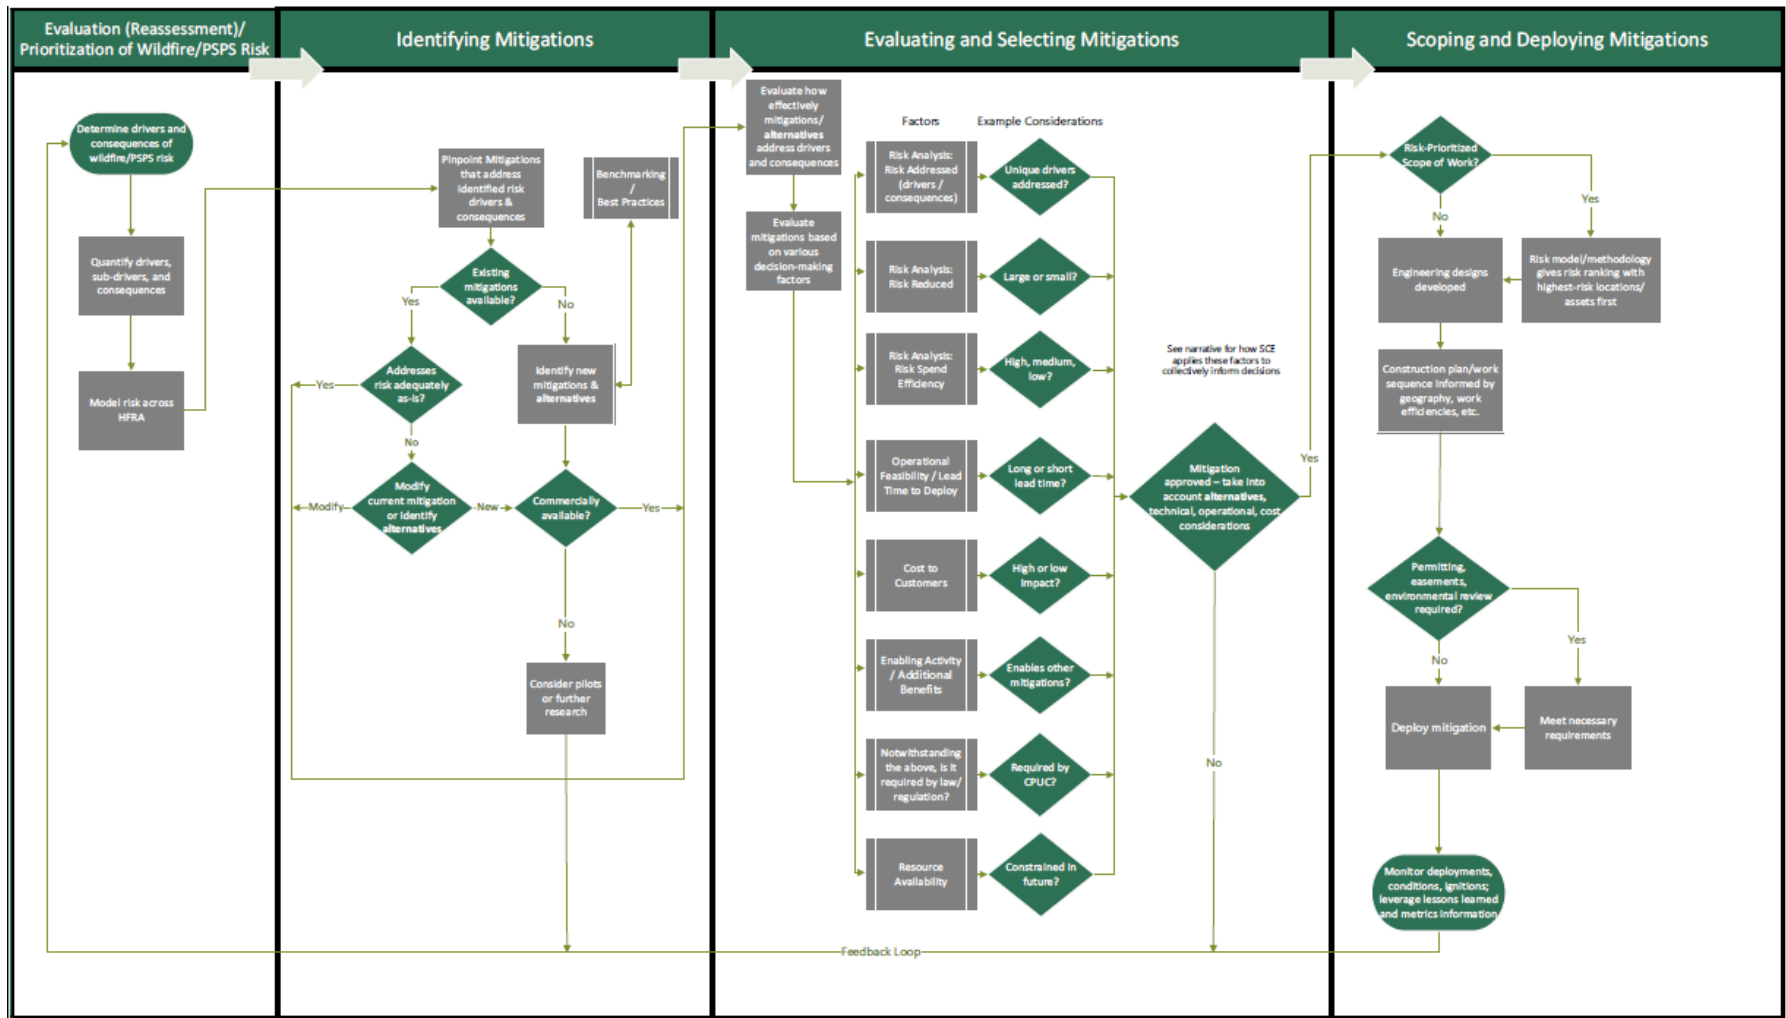 Evaluation (Reassessment)/
Prioritization of Wildfire/PSPS Risk
Identifying Mitigations
Evaluating and Selecting Mitigations
Scoping and Deploying Mitigations
Determine drivers and
consequences of
wildfire/PSPS risk
Quantify drivers,
sub-drivers, and
consequences
Model risk across
HFRA
Pinpoint Mitigations
that address
identified risk
drivers &
consequences
Benchmarking
/
Best Practices
Existing
mitigations
available?
Yes
No
Addresses
risk adequately
as-is?
Yes
No
Identify new
mitigations &
alternatives
Modify
current mitigation
or identify
alternatives
Modify
New
Commercially
available?
Yes
No
Consider pilots
or further
research
Evaluate how
effectively
mitigations/
alternatives
address drivers
and consequences
Evaluate
mitigations based
on various
decision-making
factors
Factors
Example Considerations
Risk Analysis:
Risk Addressed
(drivers /
consequences)
Unique drivers
addressed?
Risk Analysis:
Risk Reduced
Large or small?
Risk Analysis:
Risk Spend
Efficiency
High, medium,
low?
Operational
Feasibility / Lead
Time to Deploy
Long or short
lead time?
Cost to
Customers
High or low
impact?
Enabling Activity
/ Additional
Benefits
Enables other
mitigations?
Notwithstanding
the above, is it
required by law/
regulation?
Required by
CPUC?
Resource
Availability
Constrained in
future?
See narrative for how SCE
applies these factors to
collectively inform decisions
Mitigation
approved – take into
account alternatives,
technical, operational, cost
considerations
Yes
No
Risk-Prioritized
Scope of Work?
No
Yes
Engineering designs
developed
Risk model/methodology
gives risk ranking with
highest-risk locations/
assets first
Construction plan/work
sequence informed by
geography, work
efficiencies, etc.
Permitting,
easements,
environmental review
required?
No
Yes
Deploy mitigation
Meet necessary
requirements
Monitor deployments,
conditions, ignitions;
leverage lessons learned
and metrics information
Feedback Loop